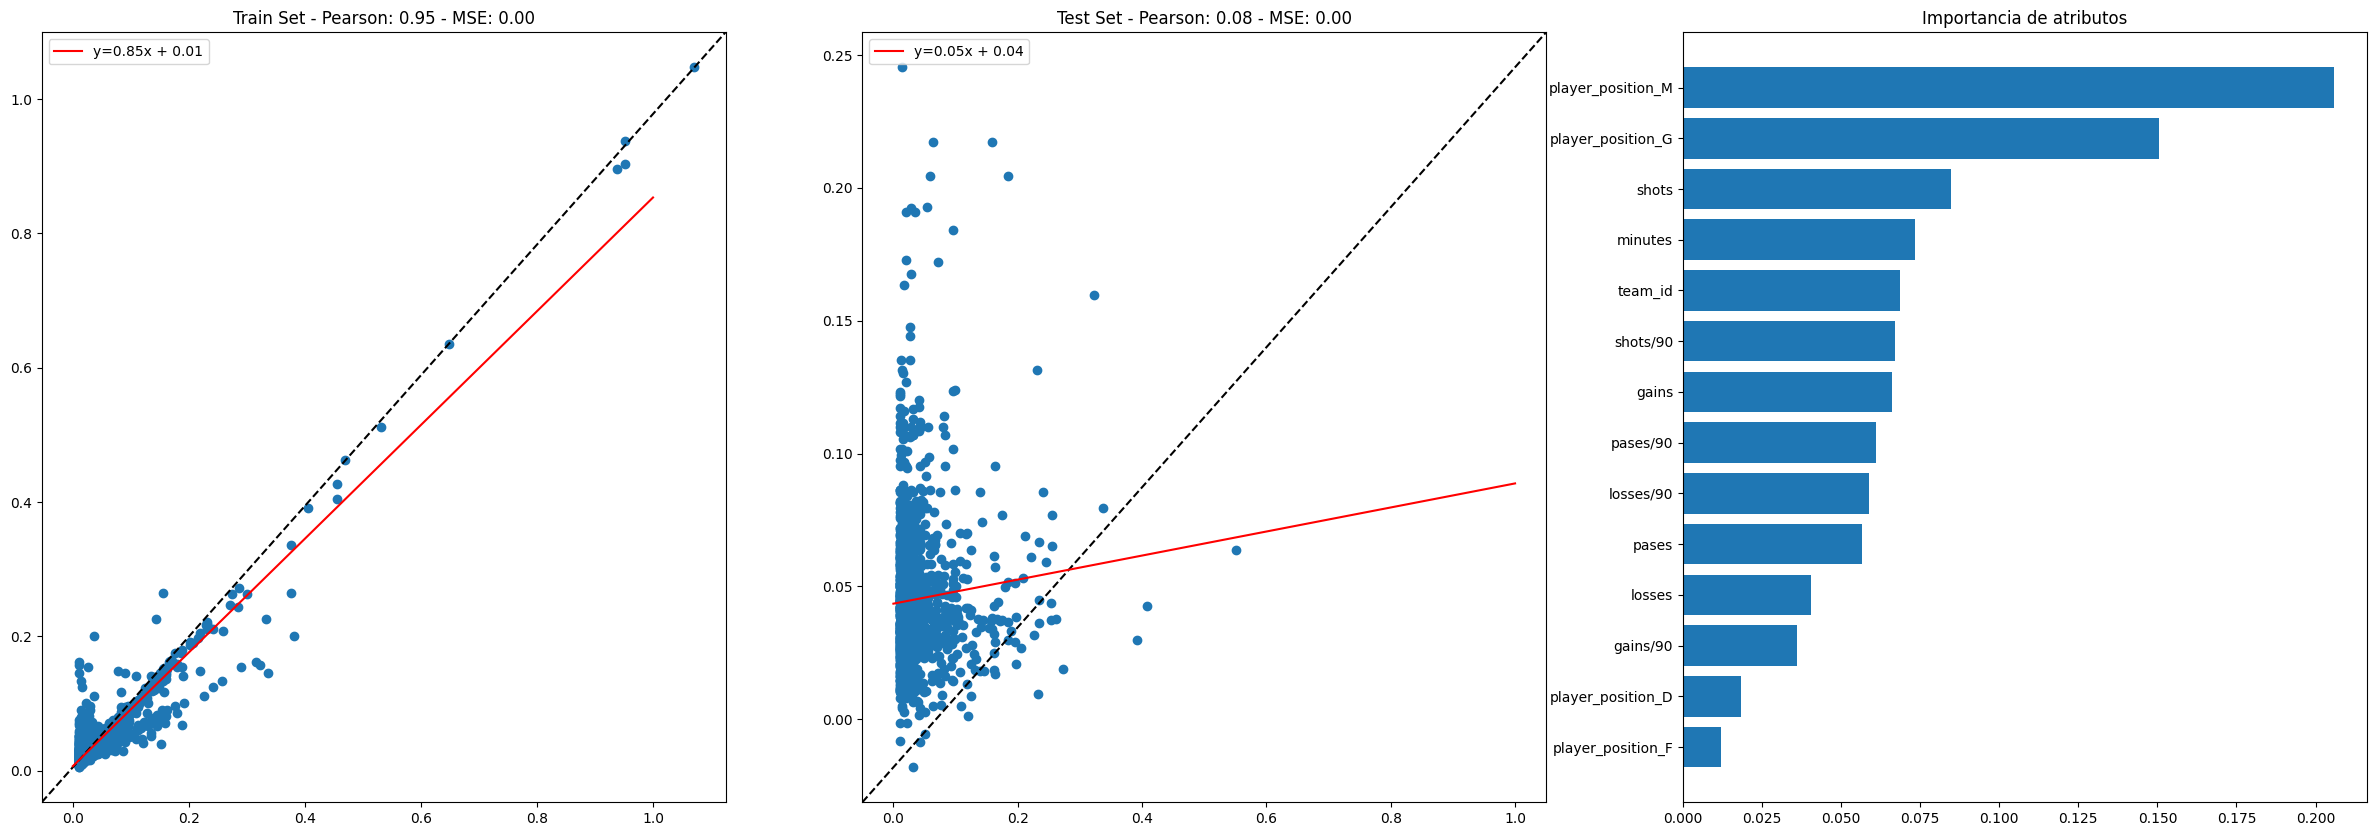 Train Set - Pearson: 0.95 - MSE: 0.00
y=0.85x + 0.01
1.0
0.8
0.6
0.4
0.2
0.0
0.0 0.2 0.4 0.6 0.8 1.0
Test Set - Pearson: 0.08 - MSE: 0.00
y=0.05x + 0.04
0.25
0.20
0.15
0.10
0.05
0.00
0.0 0.2 0.4 0.6 0.8 1.0
Importancia de atributos
player_position_M
player_position_G
shots
minutes
team_id
shots/90
gains
pases/90
losses/90
pases
losses
gains/90
player_position_D
player_position_F
0.000 0.025 0.050 0.075 0.100 0.125 0.150 0.175 0.200